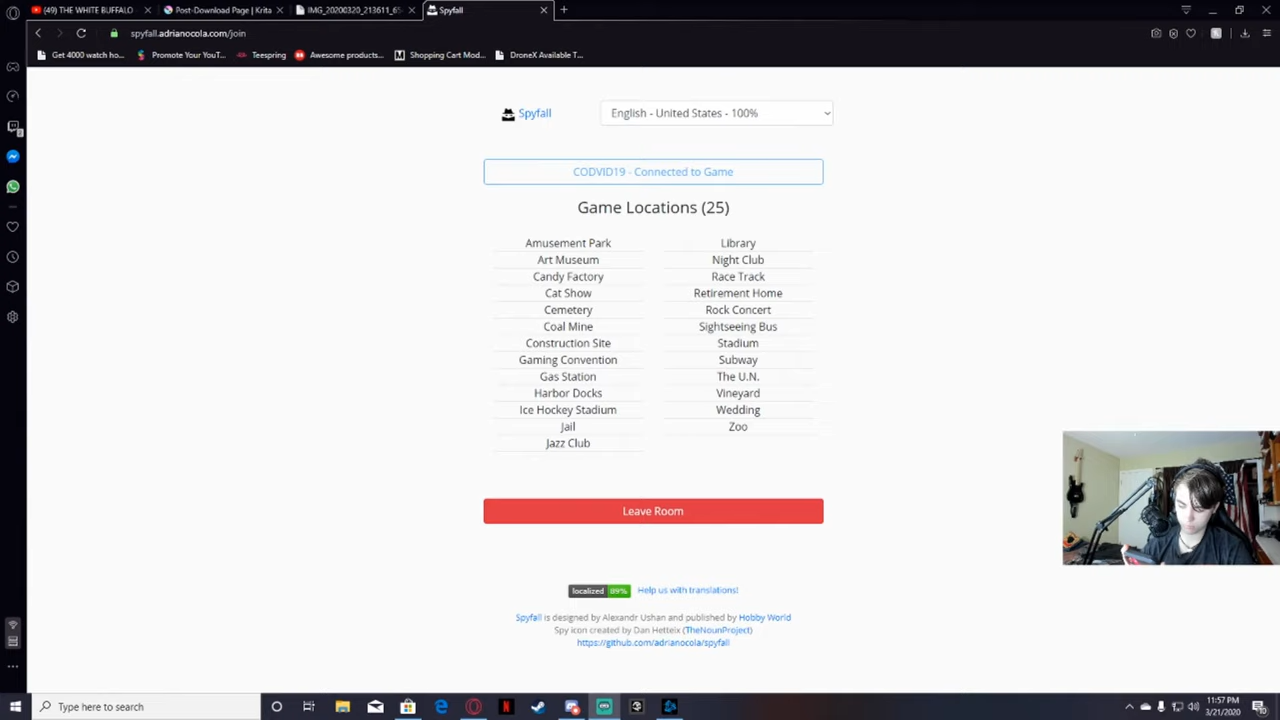 (49) THE WHITE BUFFALO
Post-Download Page | Krita
IMG_20200320_213611_65
Spyfall
spyfall.adrianocola.com/join
Get 4000 watch ho...
Promote Your YouT...
Teespring
Awesome products...
Shopping Cart Mod...
DroneX Available T...
Spyfall
English - United States - 100%
CODVID19 - Connected to Game
Game Locations (25)
Amusement Park
Art Museum
Candy Factory
Cat Show
Cemetery
Coal Mine
Construction Site
Gaming Convention
Gas Station
Harbor Docks
Ice Hockey Stadium
Jail
Jazz Club
Library
Night Club
Race Track
Retirement Home
Rock Concert
Sightseeing Bus
Stadium
Subway
The U.N.
Vineyard
Wedding
Zoo
Leave Room
localized 89%
Help us with translations!
Spyfall is designed by Alexandr Ushan and published by Hobby World
Spy icon created by Dan Hetteix (TheNounProject)
https://github.com/adrianocola/spyfall
Type here to search
11:57 PM
3/21/2020